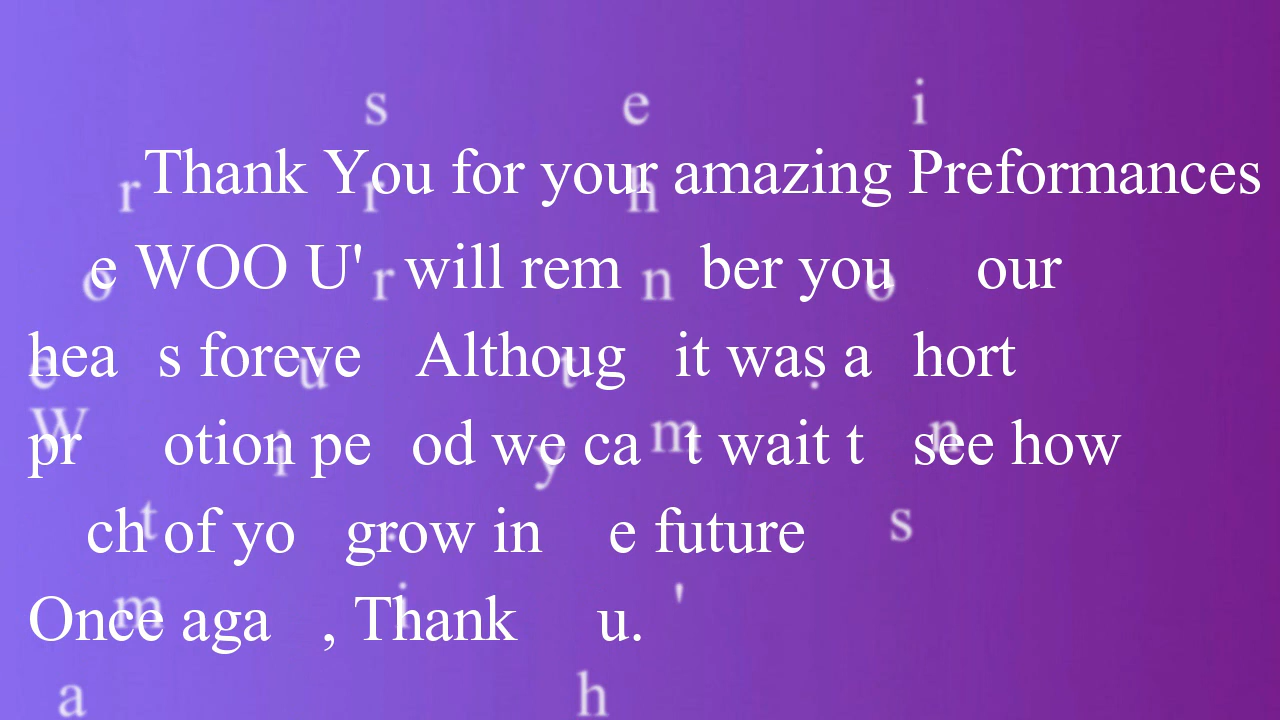 Thank You for your amazing Preformances
e WOO U' will rem ber you our
hea s foreve Althoug it was a hort
pr otion pe od we ca t wait t see how
ch of yo grow in e future
Once aga , Thank u.